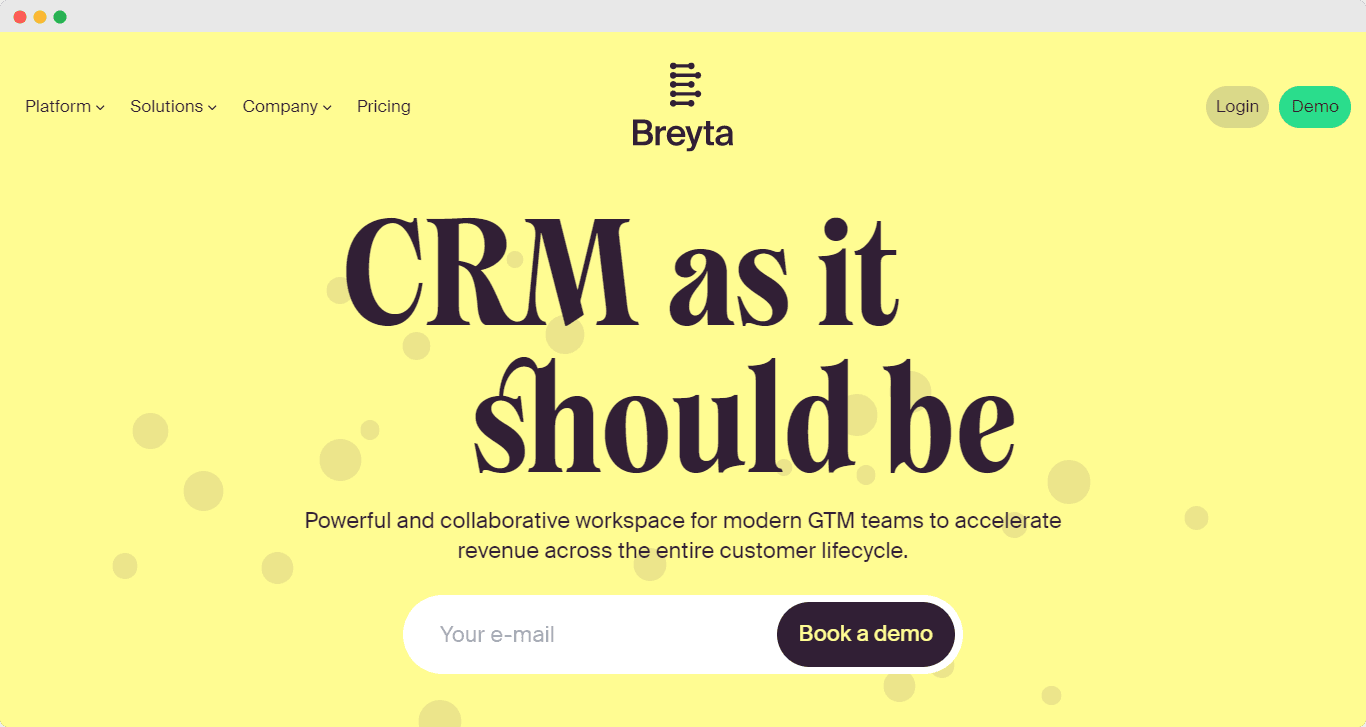 Platform
Solutions
Company
Pricing
Breyta
Login
Demo
CRM as it
should be
Powerful and collaborative workspace for modern GTM teams to accelerate
revenue across the entire customer lifecycle.
Your e-mail
Book a demo